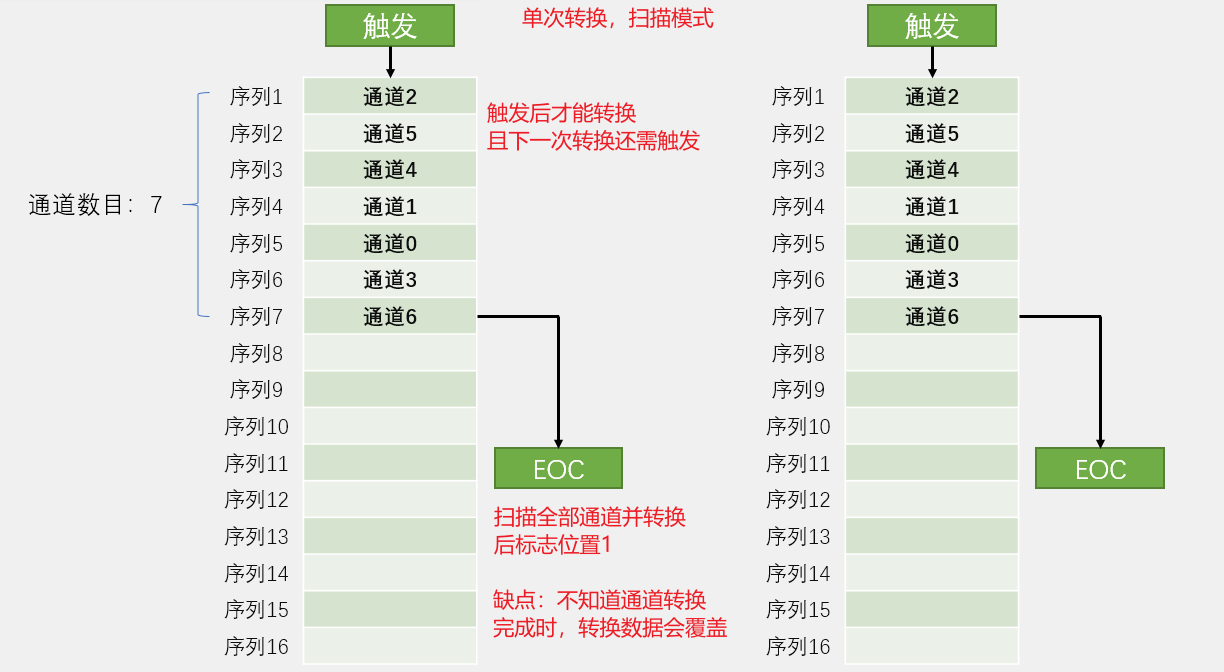 触发
单次转换，扫描模式
触发
序列1 通道2
触发后才能转换
且下一次转换还需触发
序列1 通道2
序列2 通道5
序列2 通道5
序列3 通道4
序列3 通道4
通道数目：7
序列4 通道1
序列4 通道1
序列5 通道0
序列5 通道0
序列6 通道3
序列6 通道3
序列7 通道6
序列7 通道6
序列8
序列8
序列9
序列9
序列10
序列10
序列11
EOC
序列11
EOC
序列12
序列12
扫描全部通道并转换
后标志位置1
序列13
序列13
序列14
序列14
缺点：不知道通道转换
完成时，转换数据会覆盖
序列15
序列15
序列16
序列16